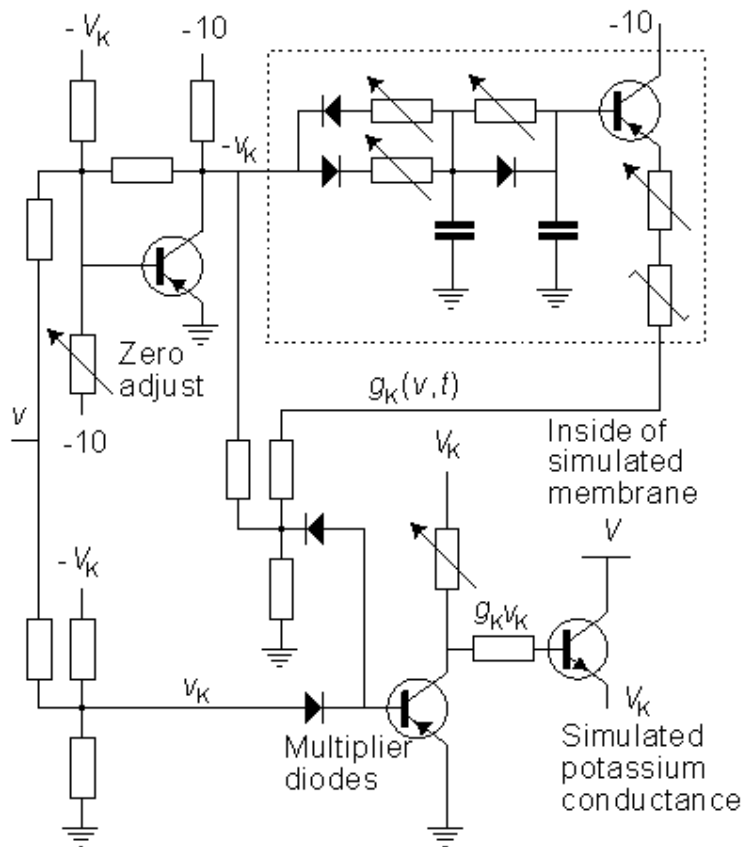 -V_K
-10
-10
-v_K
Zero
adjust
v
-10
g_K(v,t)
V_K
Inside of
simulated
membrane
-V_K
V
g_Kv_K
v_K
V_K
Multiplier
diodes
Simulated
potassium
conductance